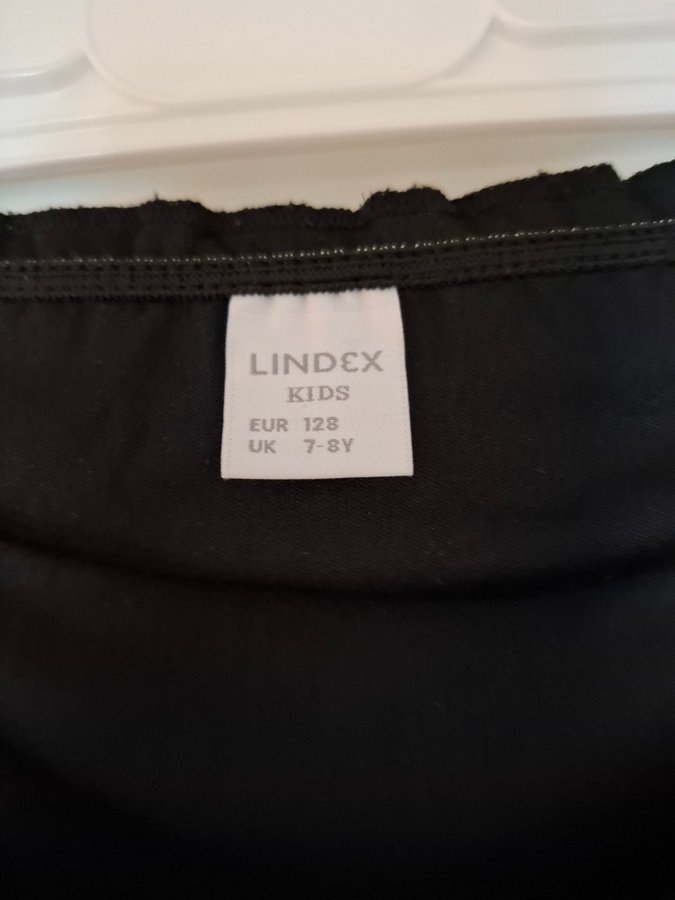 LINDEX
KIDS
EUR 128
UK 7-8Y